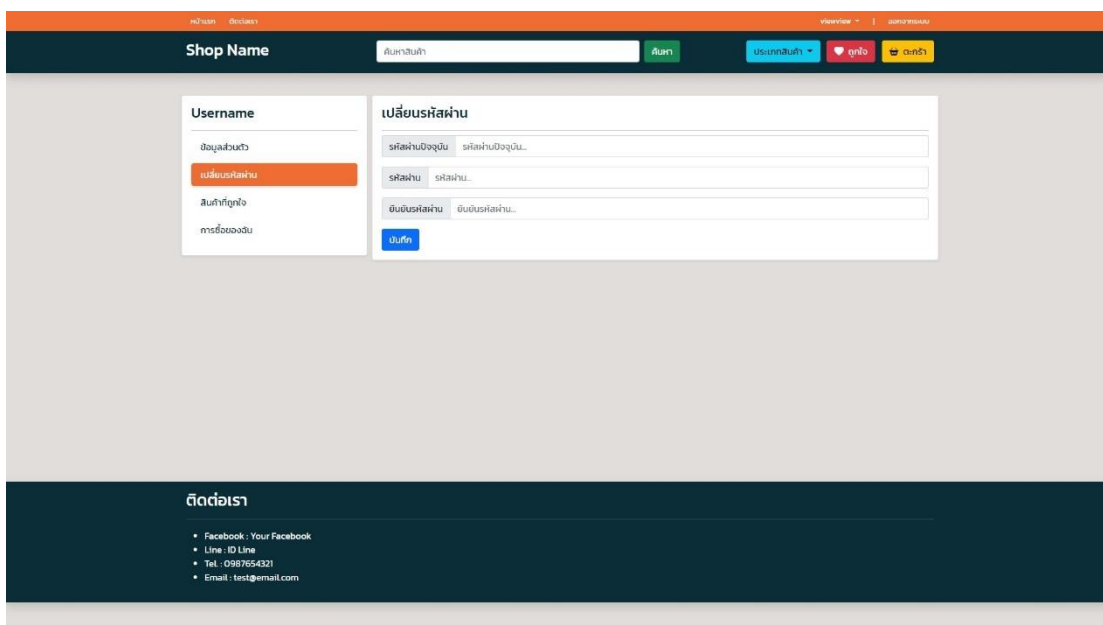 หน้าแรก ติดต่อเรา viewview | ออกจากระบบ
Shop Name ค้นหาสินค้า ค้นหา ประเภทสินค้า ถูกใจ ตะกร้า
Username
ข้อมูลส่วนตัว
เปลี่ยนรหัสผ่าน
สินค้าที่ถูกใจ
การซื้อของฉัน
เปลี่ยนรหัสผ่าน
รหัสผ่านปัจจุบัน รหัสผ่านปัจจุบัน...
รหัสผ่าน รหัสผ่าน...
ยืนยันรหัสผ่าน ยืนยันรหัสผ่าน...
บันทึก
ติดต่อเรา
• Facebook : Your Facebook
• Line : ID Line
• Tel. : 0987654321
• Email : test@email.com